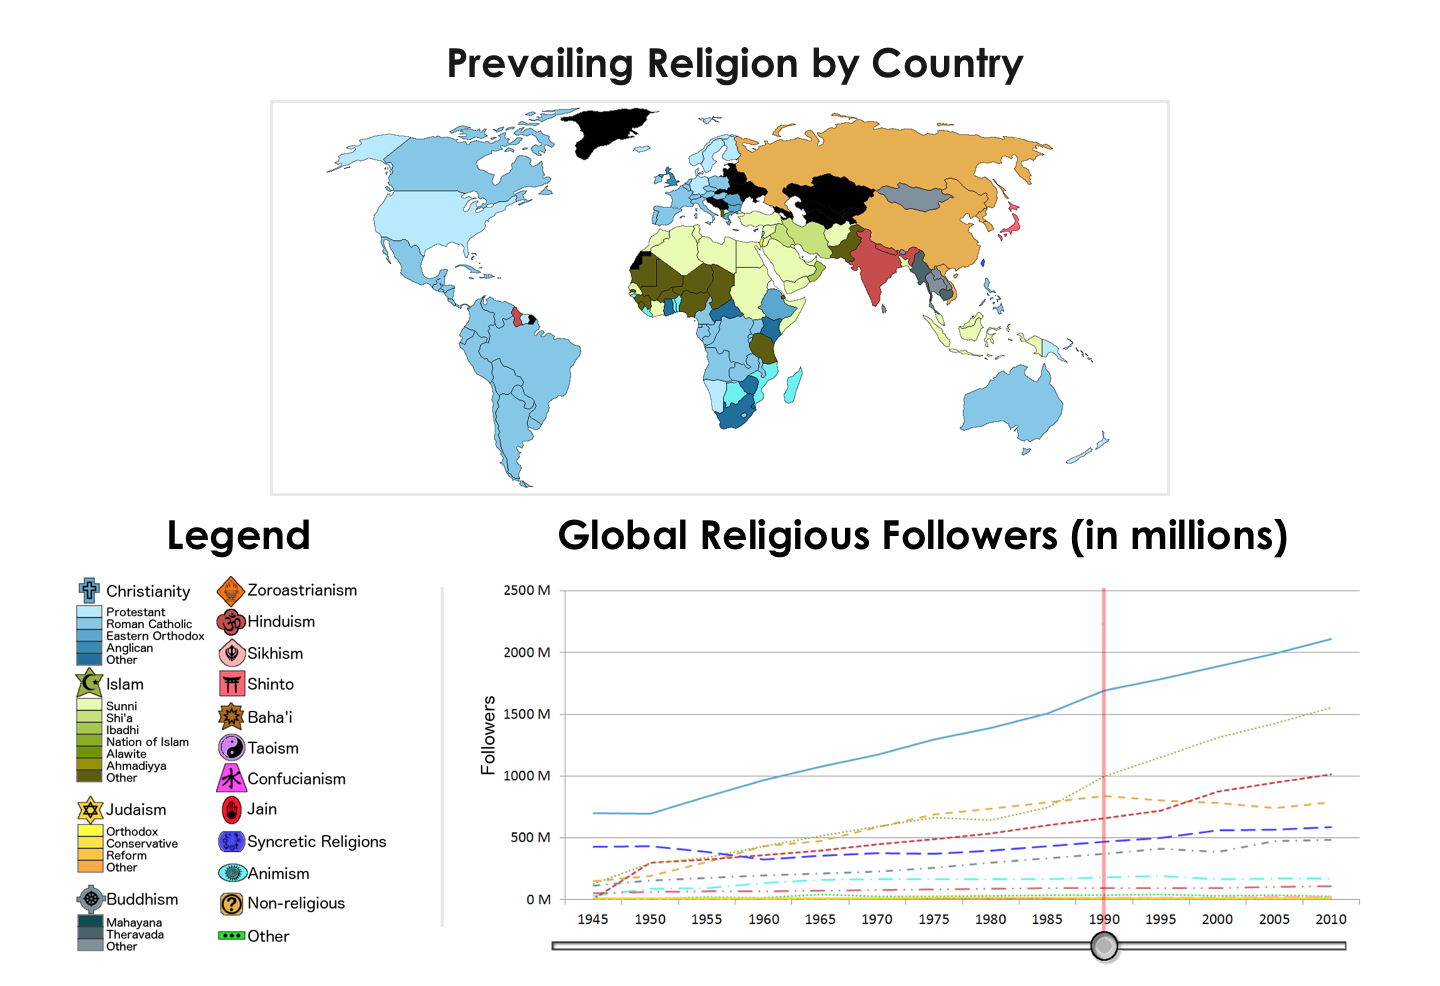 Prevailing Religion by Country
Legend
Christianity
Protestant
Roman Catholic
Eastern Orthodox
Anglican
Other
Islam
Sunni
Shi'a
Ibadhi
Nation of Islam
Alawite
Ahmadiyya
Other
Judaism
Orthodox
Conservative
Reform
Other
Buddhism
Mahayana
Theravada
Other
Zoroastrianism
Hinduism
Sikhism
Shinto
Baha'i
Taoism
Confucianism
Jain
Syncretic Religions
Animism
Non-religious
Other
Global Religious Followers (in millions)
Followers
2500 M
2000 M
1500 M
1000 M
500 M
0 M
1945 1950 1955 1960 1965 1970 1975 1980 1985 1990 1995 2000 2005 2010